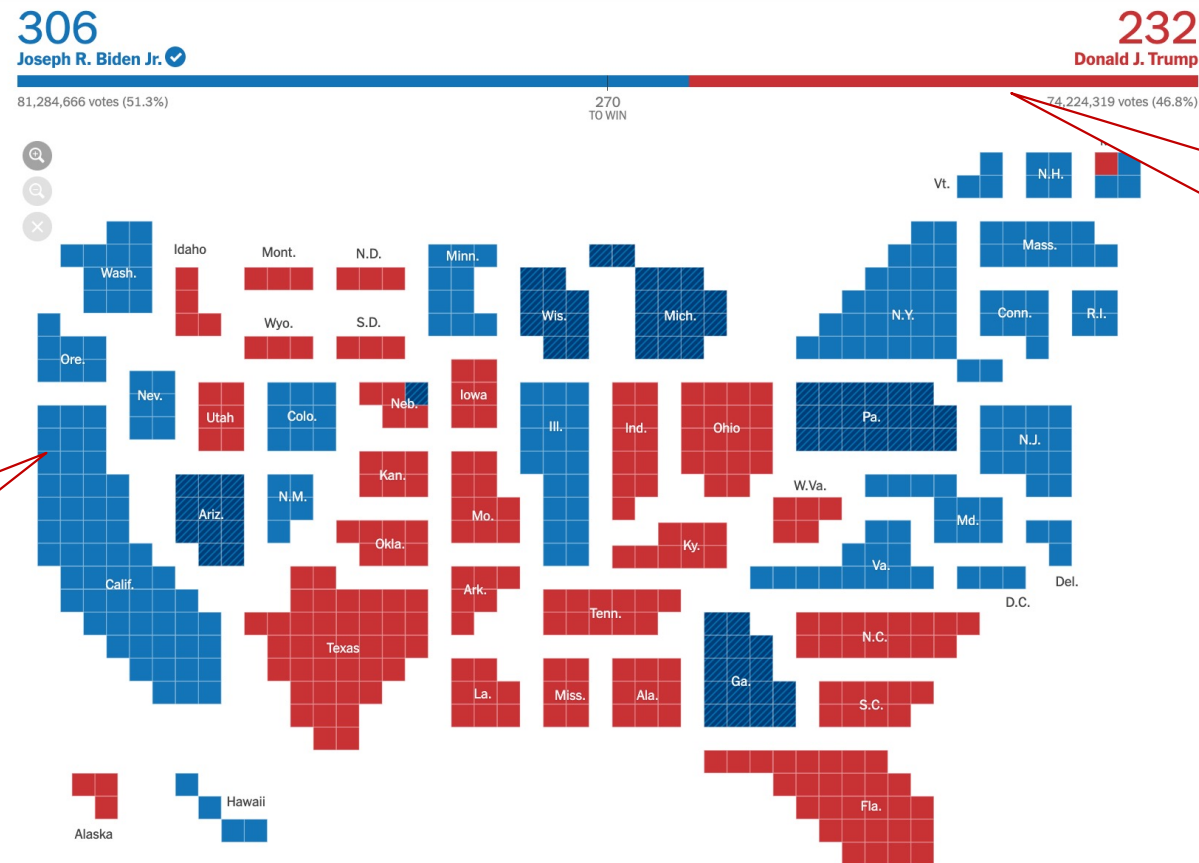 306
232
Joseph R. Biden Jr.
Donald J. Trump
81,284,666 votes (51.3%)
270
74,224,319 votes (46.8%)
TO WIN
Vt.
N.H.
Idaho
Mont.
N.D.
Minn.
Mass.
Wash.
Wis.
Mich.
N.Y.
Conn.
R.I.
Wyo.
S.D.
Ore.
Nev.
Utah
Colo.
Neb.
Iowa
Ill.
Ind.
Ohio
Pa.
N.J.
Kan.
W.Va.
Ariz.
N.M.
Mo.
Md.
Okla.
Ky.
Va.
Calif.
Ark.
Del.
D.C.
Tenn.
N.C.
Texas
La.
Miss.
Ala.
Ga.
S.C.
Hawaii
Fla.
Alaska